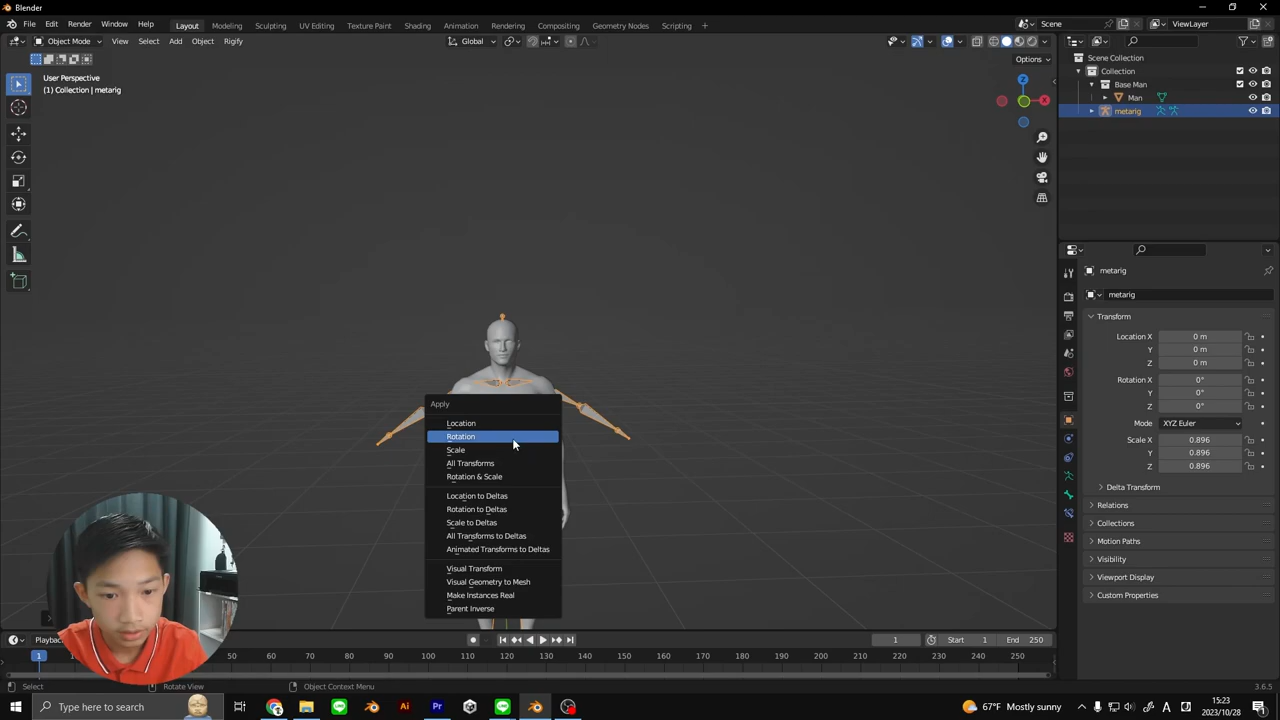 Blender
File Edit Render Window Help
Layout Modeling Sculpting UV Editing Texture Paint Shading Animation Rendering Compositing Geometry Nodes Scripting +
Scene
ViewLayer
Object Mode View Select Add Object Rigify
Global
Options
User Perspective
(1) Collection | metarig
Z
X
Scene Collection
Collection
Base Man
Man
metarig
metarig
metarig
Transform
Location X 0 m
Y 0 m
Z 0 m
Rotation X 0°
Y 0°
Z 0°
Mode XYZ Euler
Scale X 0.896
Y 0.896
Z 0.896
Delta Transform
Relations
Collections
Motion Paths
Visibility
Viewport Display
Custom Properties
Apply
Location
Rotation
Scale
All Transforms
Rotation & Scale
Location to Deltas
Rotation to Deltas
Scale to Deltas
All Transforms to Deltas
Animated Transforms to Deltas
Visual Transform
Visual Geometry to Mesh
Make Instances Real
Parent Inverse
Playback
1 Start 1 End 250
1 50 60 70 80 90 100 110 120 130 140 150 160 170 180 190 200 210 220 230 240 250
Select Rotate View Object Context Menu
3.6.5
Type here to search
Ai
Pr
67°F Mostly sunny
15:23
2023/10/28